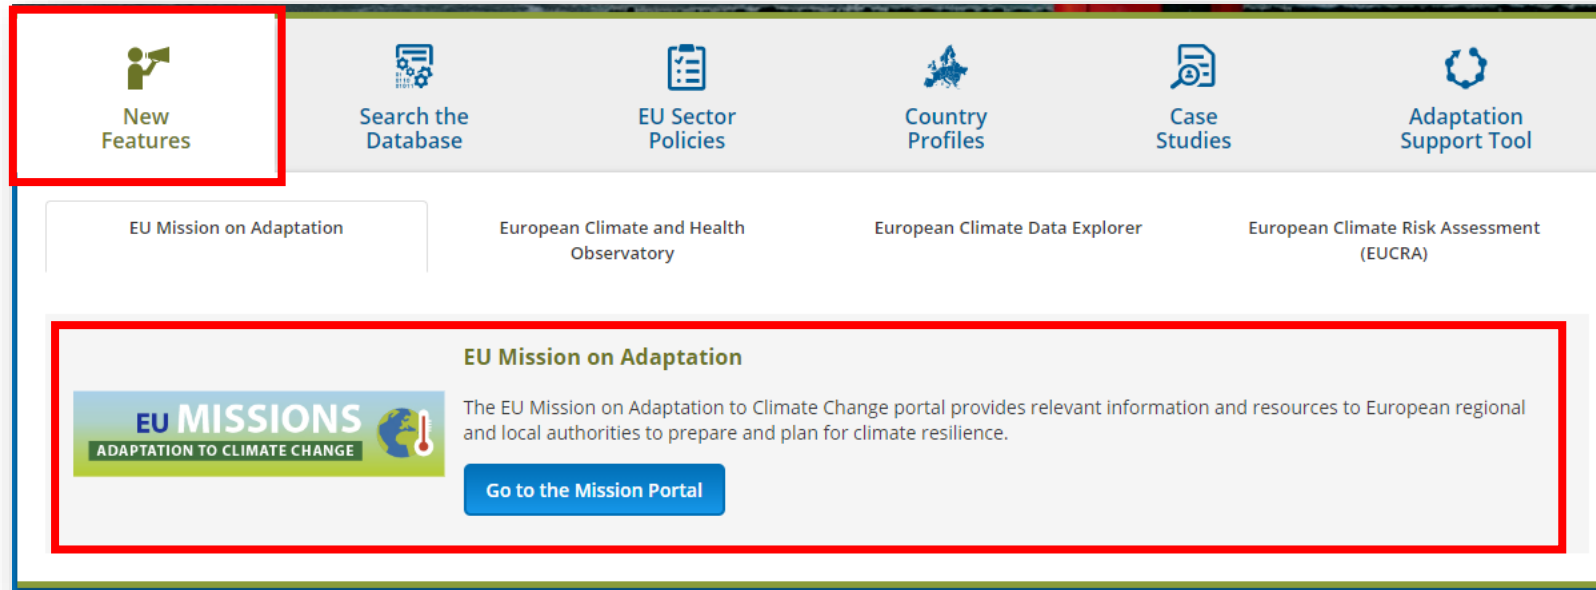 New
Features
Search the
Database
EU Sector
Policies
Country
Profiles
Case
Studies
Adaptation
Support Tool
EU Mission on Adaptation
European Climate and Health
Observatory
European Climate Data Explorer
European Climate Risk Assessment
(EUCRA)
EU MISSIONS
ADAPTATION TO CLIMATE CHANGE
EU Mission on Adaptation
The EU Mission on Adaptation to Climate Change portal provides relevant information and resources to European regional
and local authorities to prepare and plan for climate resilience.
Go to the Mission Portal